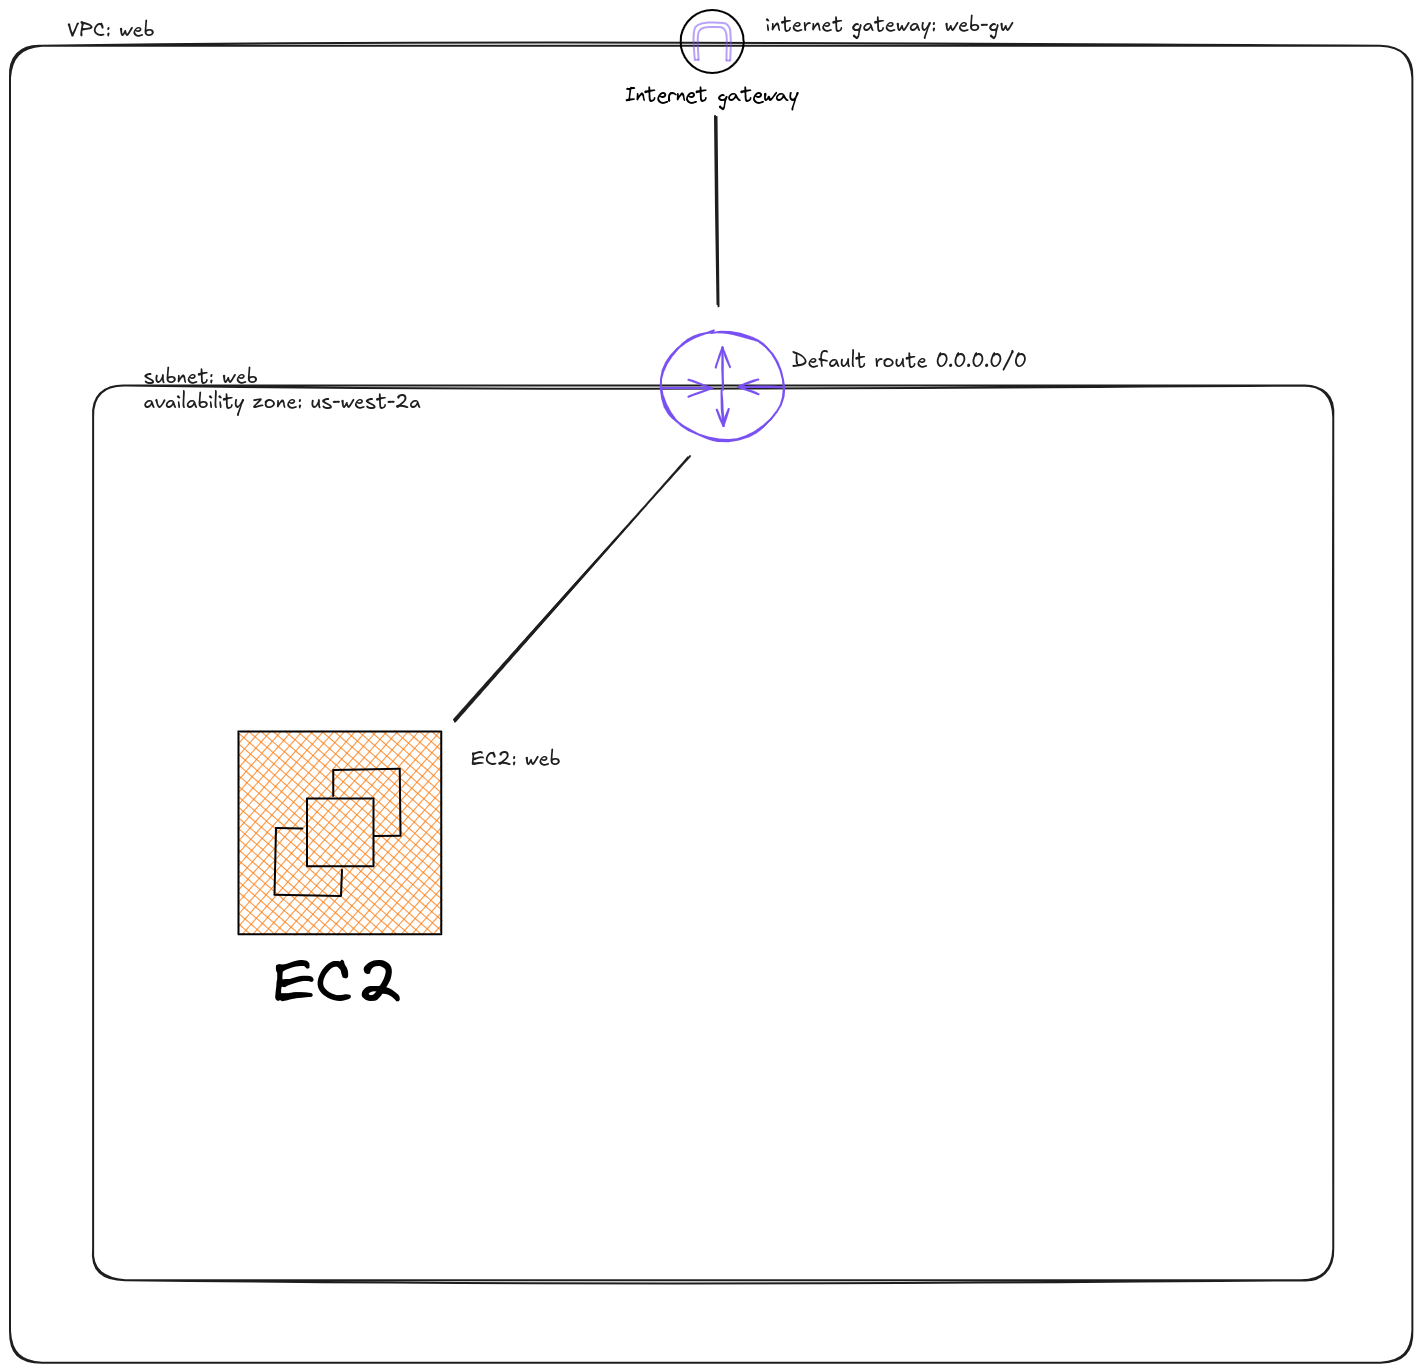 VPC: web
internet gateway: web-gw
Internet gateway
Default route 0.0.0.0/0
subnet: web
availability zone: us-west-2a
EC2: web
EC2